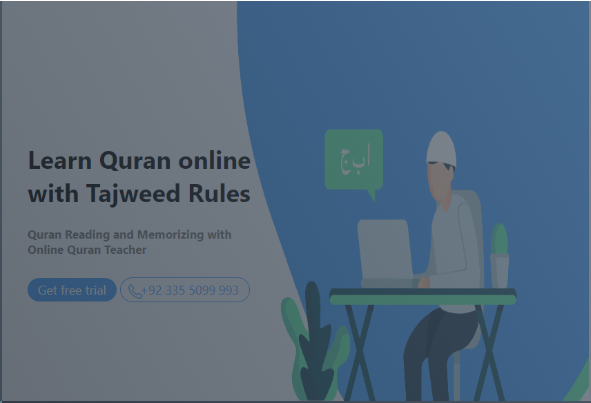 Learn Quran online
with Tajweed Rules
ا ب ج
Quran Reading and Memorizing with
Online Quran Teacher
Get free trial
+92 335 5099 993